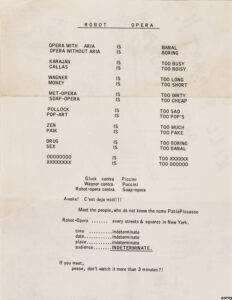 ROBOT OPERA
OPERA WITH ARIA IS BANAL
OPERA WITHOUT ARIA IS BORING
KARAJAN IS TOO BUSY
CALLAS IS TOO NOISY
WAGNER IS TOO LONG
MONEY IS TOO SHORT
MET-OPERA IS TOO DIRTY
SOAP-OPERA IS TOO CHEAP
POLLOCK IS TOO SAD
POP-ART IS TOO POP'S
ZEN IS TOO MUCH
PAIK IS TOO FAKE
DRUG IS TOO BORING
SEX IS TOO BANAL
OOOOOOOO IS TOO XXXXXX
XXXXXXXX IS TOO OOOOOO
Gluck contra Piccini
Wagner contra Puccini
Robot-opera contra Soap-opera
Awake! C'est deja midi!!!
Meet the people, who do not know the name PabloPicasso
Robot-Opera ...... every streets & squares in New York.
time indeterminate
date indeterminate
place indeterminate
audience INDETERMINATE.
If you meet,
please, don't watch it more than 3 minutes?!